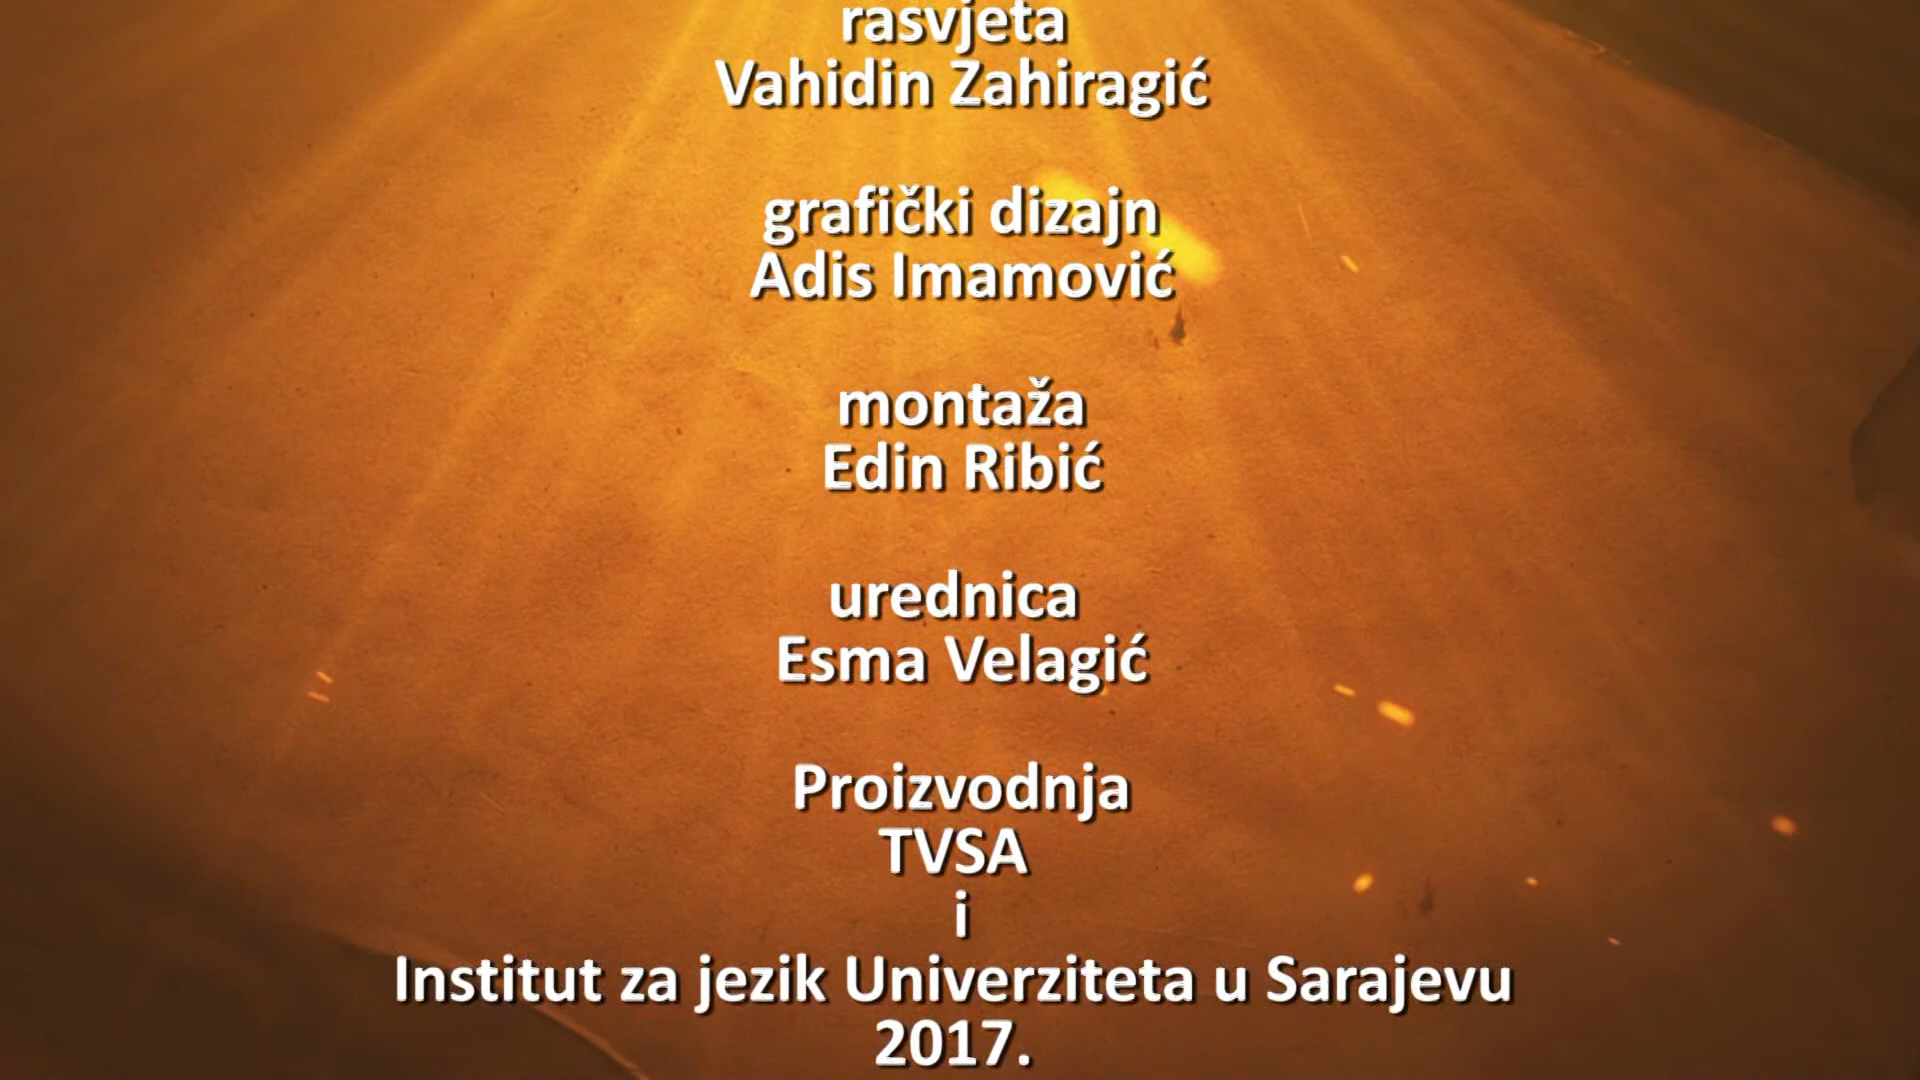 rasvjeta
Vahidin Zahiragić
grafički dizajn
Adis Imamović
montaža
Edin Ribić
urednica
Esma Velagić
Proizvodnja
TVSA
i
Institut za jezik Univerziteta u Sarajevu
2017.